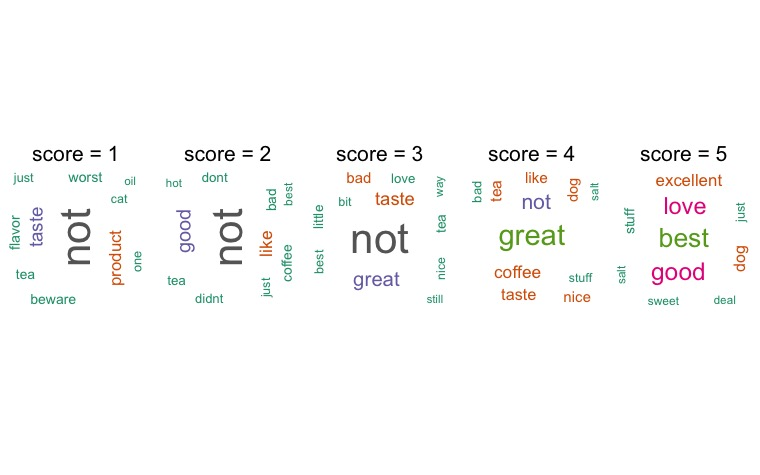 score = 1
just
worst
oil
cat
flavor
taste
not
product
one
tea
beware
score = 2
hot
dont
bad
best
good
not
like
coffee
tea
just
didnt
score = 3
bad
love
way
bit
taste
little
tea
not
best
great
nice
still
score = 4
bad
tea
like
dog
salt
not
great
coffee
stuff
taste
nice
score = 5
excellent
love
just
stuff
best
dog
good
salt
sweet
deal